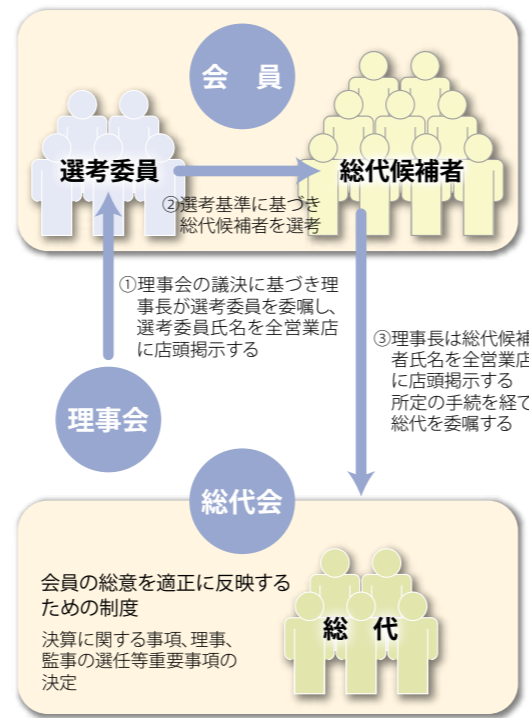 会 員
選考委員
総代候補者
②選考基準に基づき
総代候補者を選考
①理事会の議決に基づき理
事長が選考委員を委嘱し、
選考委員氏名を全営業店
に店頭掲示する
③理事長は総代候補
者氏名を全営業店
に店頭掲示する
所定の手続を経て
総代を委嘱する
理事会
総代会
会員の総意を適正に反映する
ための制度
決算に関する事項、理事、
監事の選任等重要事項の
決定
総 代